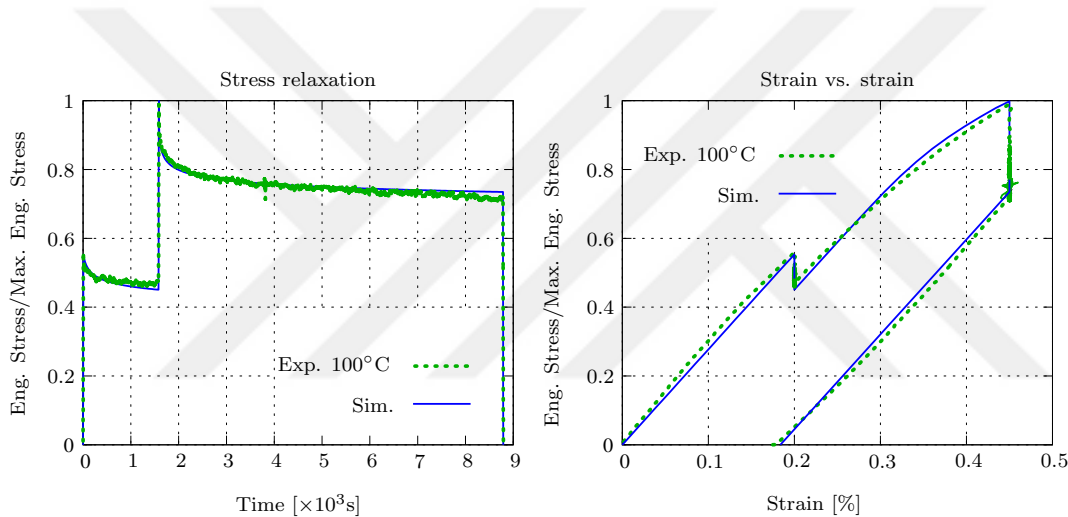 Stress relaxation
Eng. Stress/Max. Eng. Stress
1
0.8
0.6
0.4
0.2
0
0 1 2 3 4 5 6 7 8 9
Time [×10³s]
Exp. 100°C
Sim.
Strain vs. strain
Eng. Stress/Max. Eng. Stress
1
0.8
0.6
0.4
0.2
0
0 0.1 0.2 0.3 0.4 0.5
Strain [%]
Exp. 100°C
Sim.